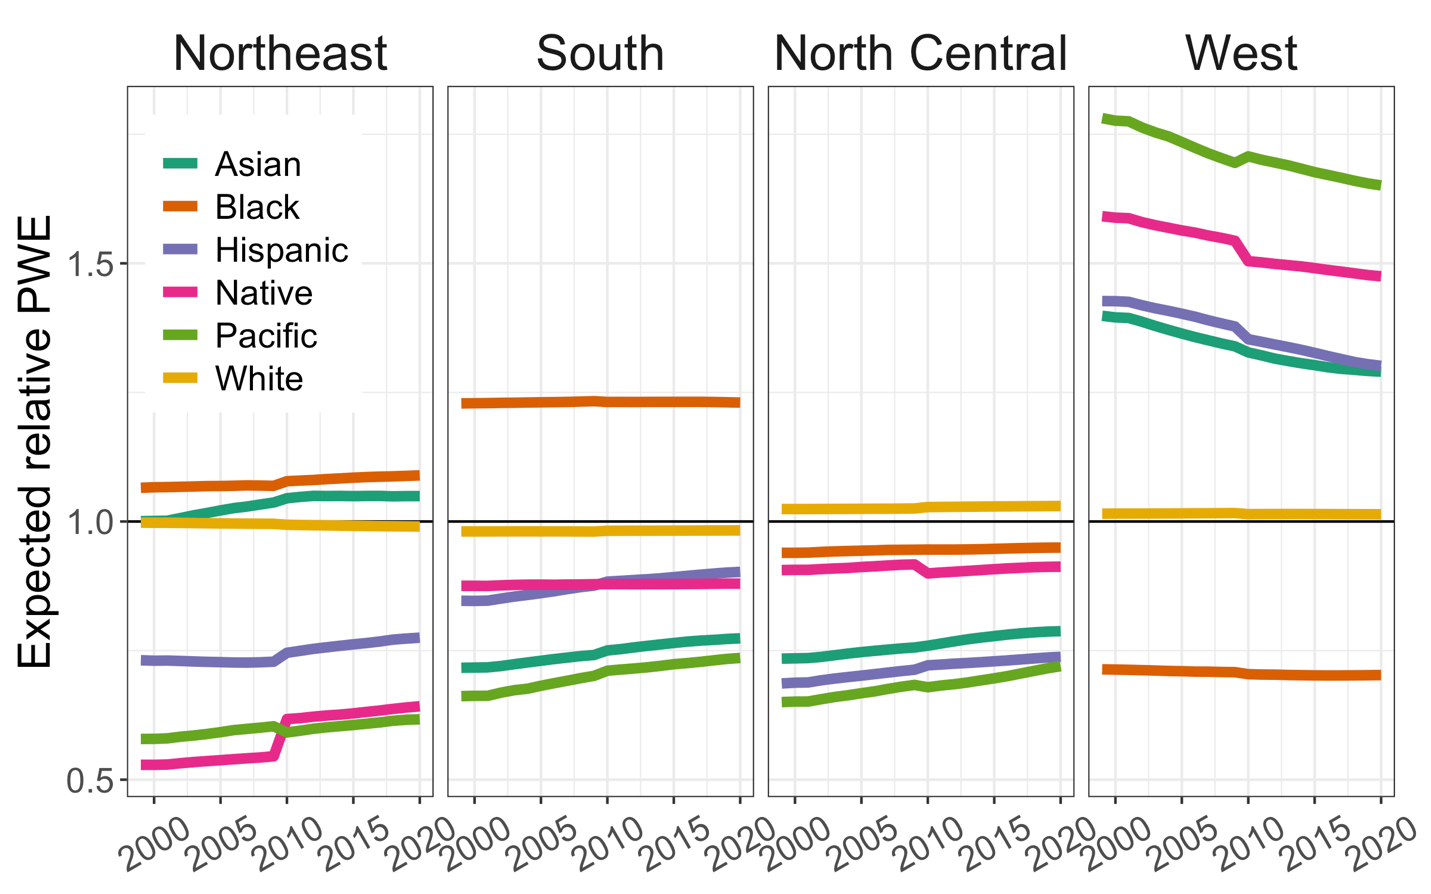 Northeast South North Central West
Expected relative PWE
1.5
1.0
0.5
Asian
Black
Hispanic
Native
Pacific
White
2000 2005 2010 2015 2020 2000 2005 2010 2015 2020 2000 2005 2010 2015 2020 2000 2005 2010 2015 2020